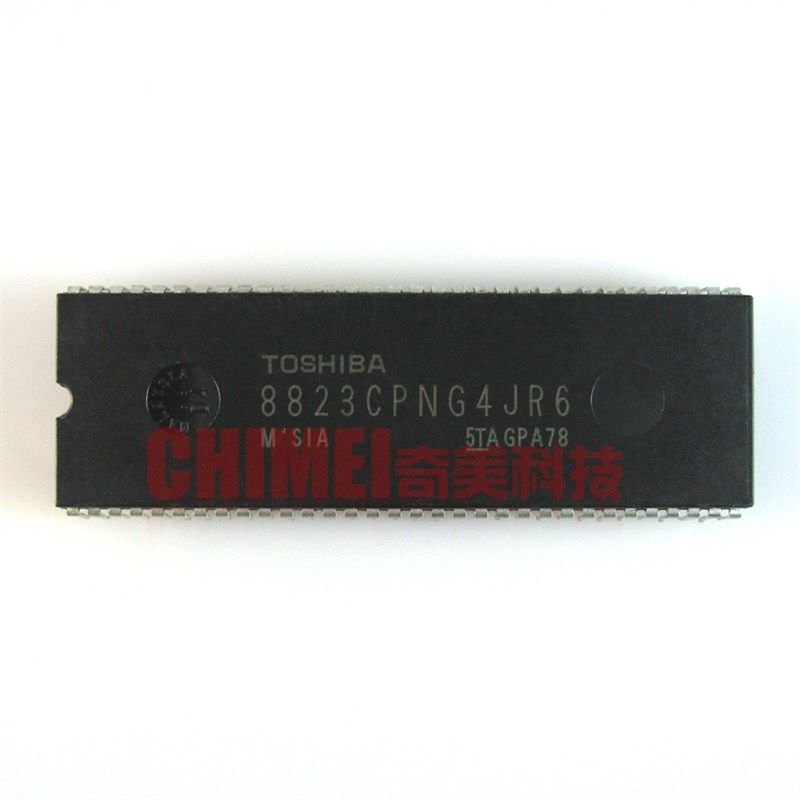 TOSHIBA
8823CPNG4JR6
M'SIA 5TAGPA78
CHIMEI奇美科技